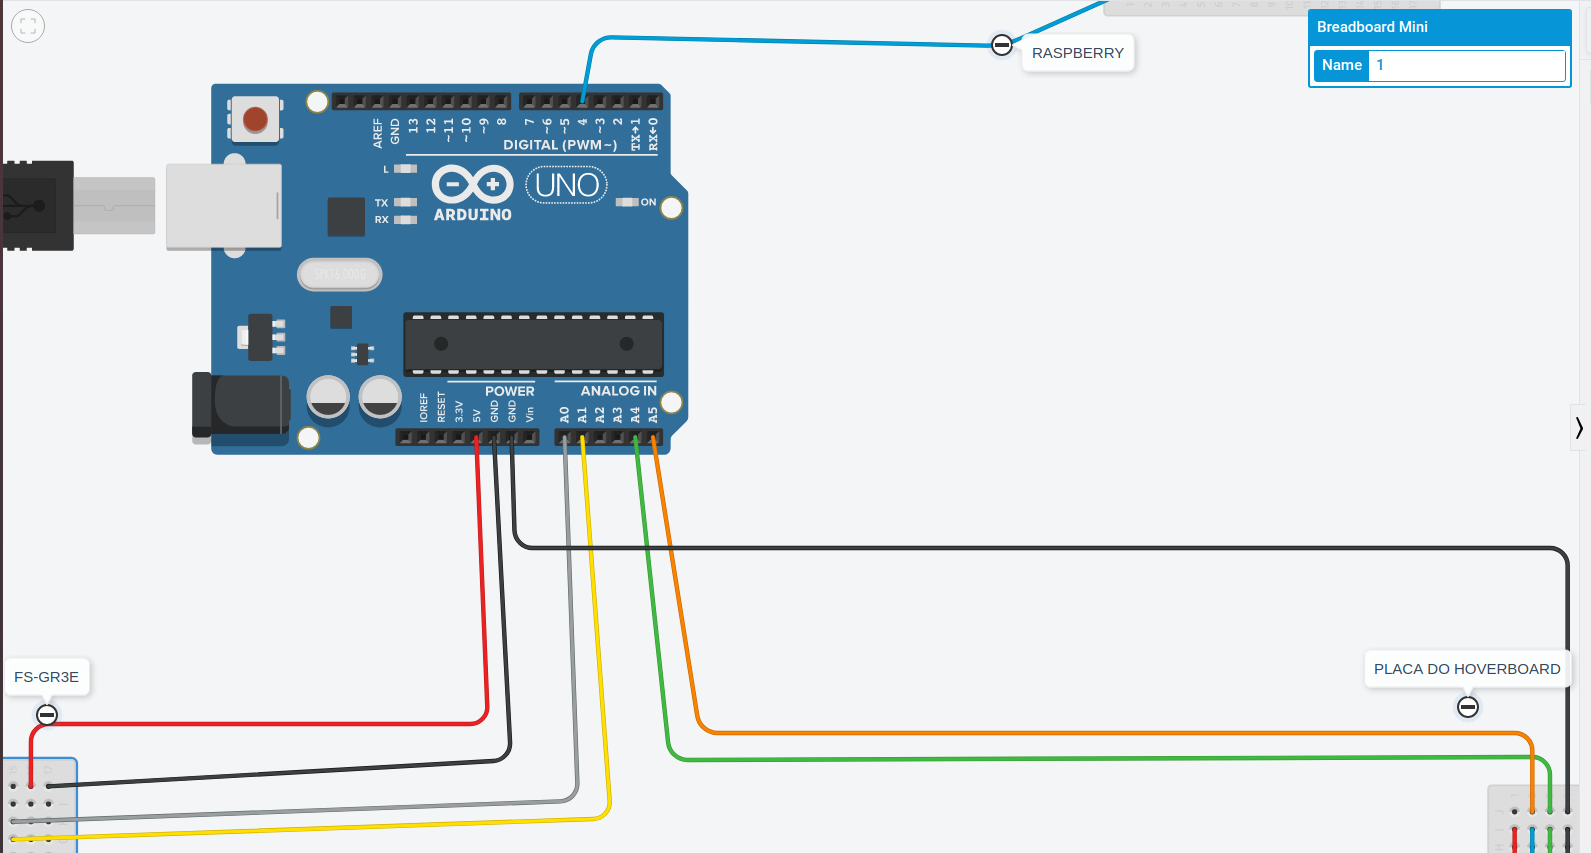 RASPBERRY
Breadboard Mini
Name 1
AREF
GND
13
12
~11
~10
~9
8
7
~6
~5
4
~3
2
TX→1
RX←0
DIGITAL (PWM~)
L
TX
RX
ARDUINO
UNO
ON
SPK16.000G
POWER
ANALOG IN
IOREF
RESET
3.3V
5V
GND
GND
Vin
A0
A1
A2
A3
A4
A5
FS-GR3E
PLACA DO HOVERBOARD